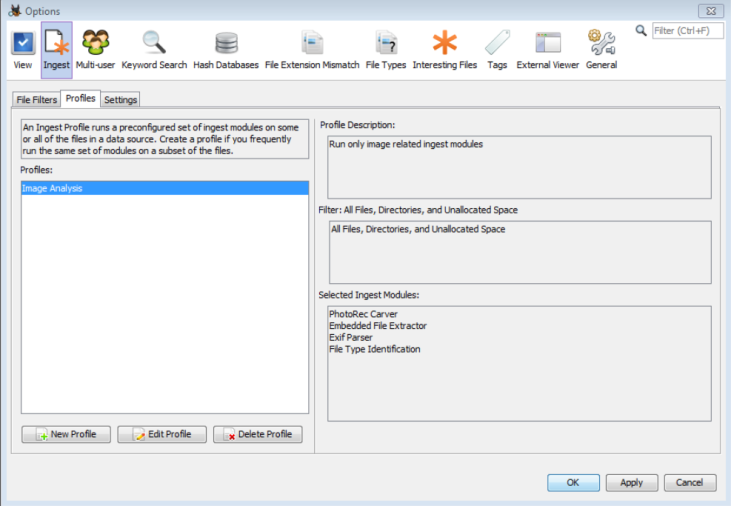 Options
Filter (Ctrl+F)
View
Ingest
Multi-user
Keyword Search
Hash Databases
File Extension Mismatch
File Types
Interesting Files
Tags
External Viewer
General
File Filters
Profiles
Settings
An Ingest Profile runs a preconfigured set of ingest modules on some
or all of the files in a data source. Create a profile if you frequently
run the same set of modules on a subset of the files.
Profiles:
Image Analysis
New Profile
Edit Profile
Delete Profile
Profile Description:
Run only image related ingest modules
Filter: All Files, Directories, and Unallocated Space
All Files, Directories, and Unallocated Space
Selected Ingest Modules:
PhotoRec Carver
Embedded File Extractor
Exif Parser
File Type Identification
OK
Apply
Cancel